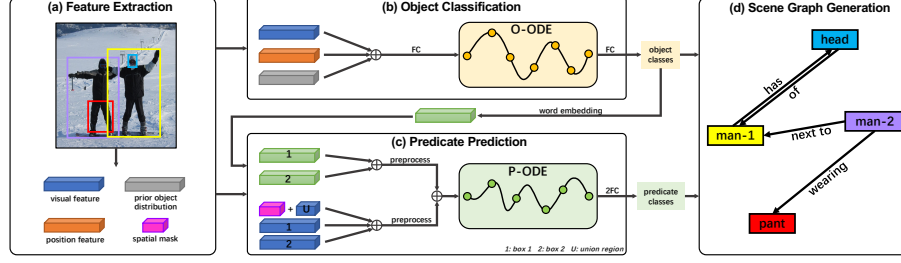 (a) Feature Extraction
visual feature
prior object
distribution
position feature
spatial mask
(b) Object Classification
FC
O-ODE
FC
object
classes
word embedding
(c) Predicate Prediction
1
2
preprocess
+ U
1
2
preprocess
P-ODE
2FC
predicate
classes
1: box 1 2: box 2 U: union region
(d) Scene Graph Generation
head
has
of
man-1
next to
man-2
wearing
pant